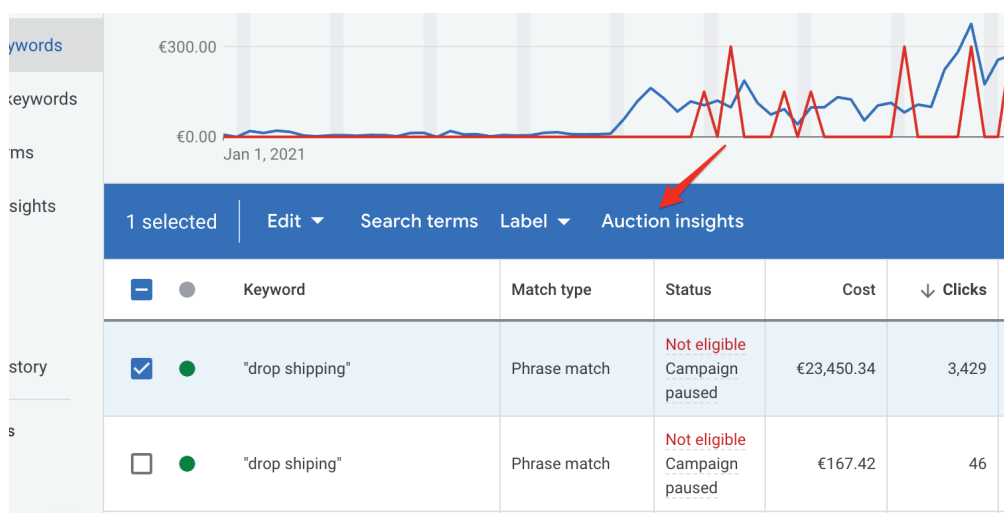 ywords
keywords
rms
sights
story
s
€300.00
€0.00
Jan 1, 2021
1 selected
Edit
Search terms
Label
Auction insights
Keyword
Match type
Status
Cost
Clicks
"drop shipping"
Phrase match
Not eligible
Campaign
paused
€23,450.34
3,429
"drop shiping"
Phrase match
Not eligible
Campaign
paused
€167.42
46